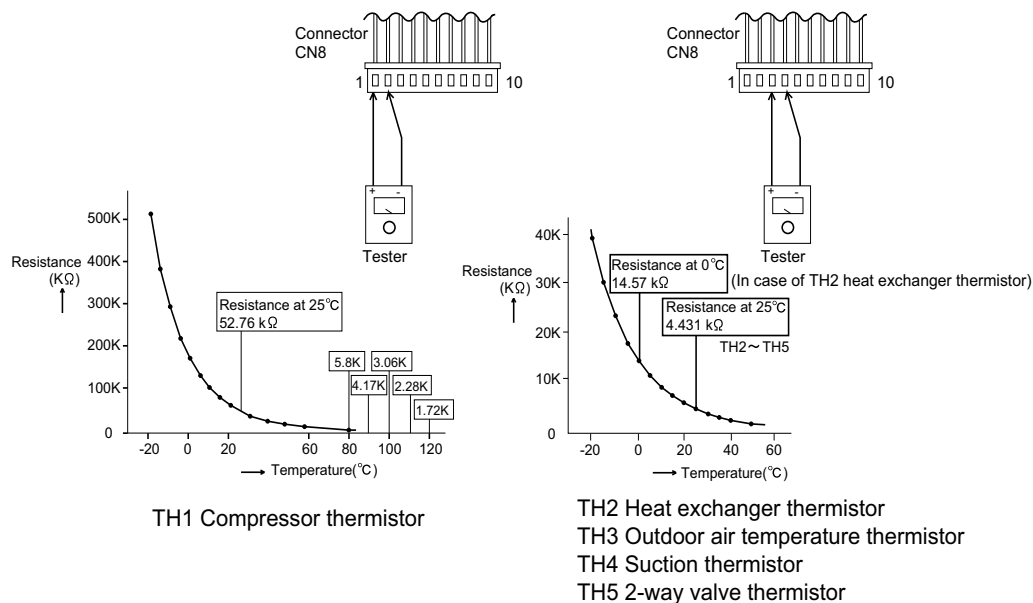 Connector
CN8
1
10
+ -
Tester
500K
400K
300K
200K
100K
0
Resistance
(KΩ)
Resistance at 25°C
52.76 kΩ
5.8K
4.17K
3.06K
2.28K
1.72K
-20 0 20 40 60 80 100 120
Temperature(°C)
TH1 Compressor thermistor
Connector
CN8
1
10
+ -
Tester
40K
30K
20K
10K
0
Resistance
(KΩ)
Resistance at 0°C
14.57 kΩ
(In case of TH2 heat exchanger thermistor)
Resistance at 25°C
4.431 kΩ
TH2～TH5
-20 0 20 40 60
Temperature(°C)
TH2 Heat exchanger thermistor
TH3 Outdoor air temperature thermistor
TH4 Suction thermistor
TH5 2-way valve thermistor